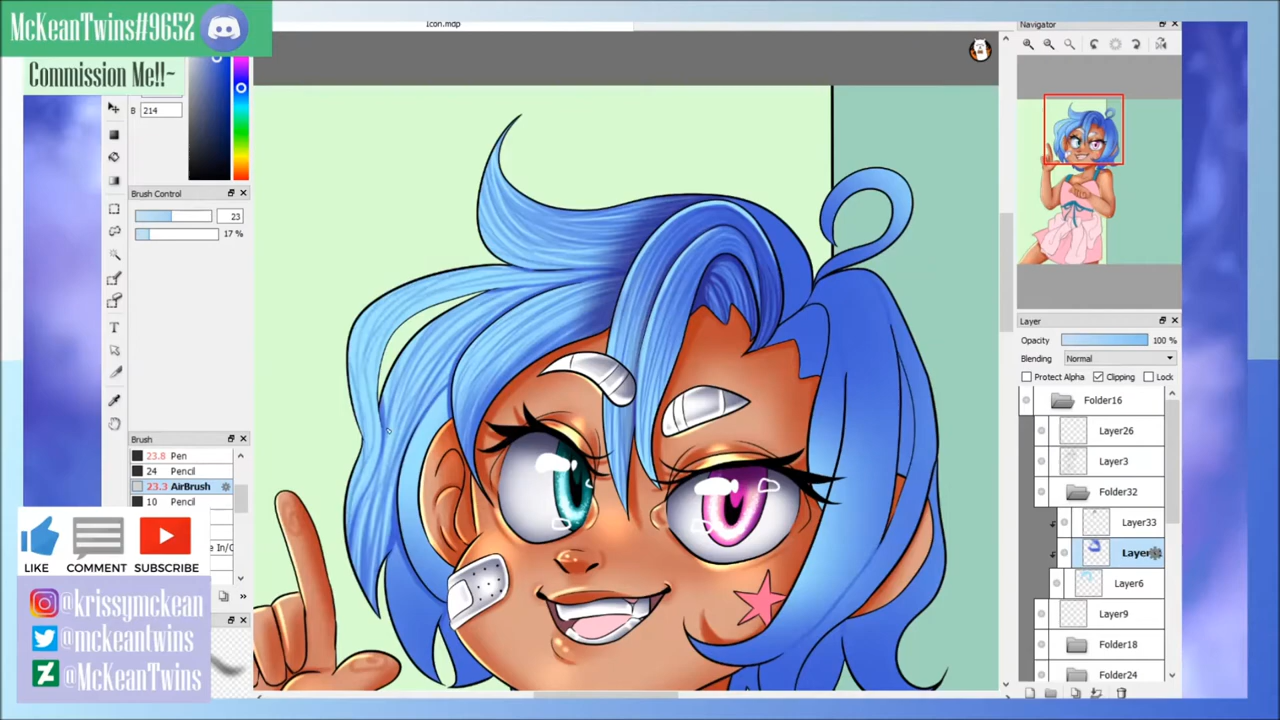 McKeanTwins#9652
Commission Me!!~
Icon.mdp
Navigator
B 214
Brush Control
23
17 %
Brush
23.8 Pen
24 Pencil
23.3 AirBrush
10 Pencil
LIKE
COMMENT
SUBSCRIBE
@krissymckean
@mckeantwins
@McKeanTwins
Layer
Opacity 100 %
Blending Normal
Protect Alpha Clipping Lock
Folder16
Layer26
Layer3
Folder32
Layer33
Layer
Layer6
Layer9
Folder18
Folder24